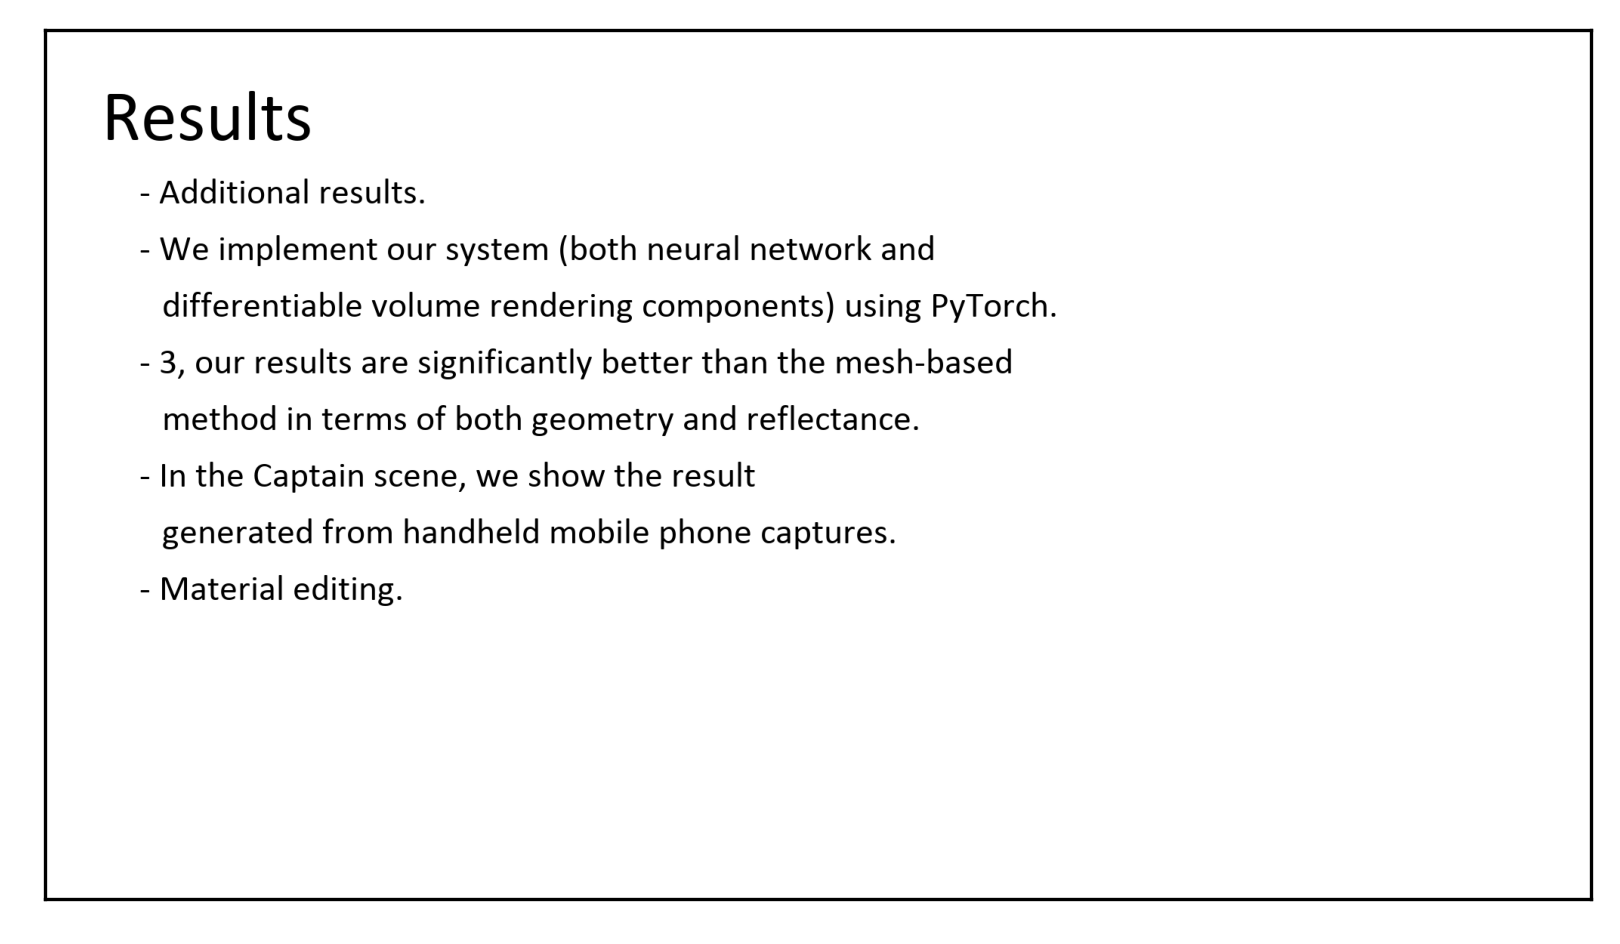 Results
- Additional results.
- We implement our system (both neural network and
differentiable volume rendering components) using PyTorch.
- 3, our results are significantly better than the mesh-based
method in terms of both geometry and reflectance.
- In the Captain scene, we show the result
generated from handheld mobile phone captures.
- Material editing.